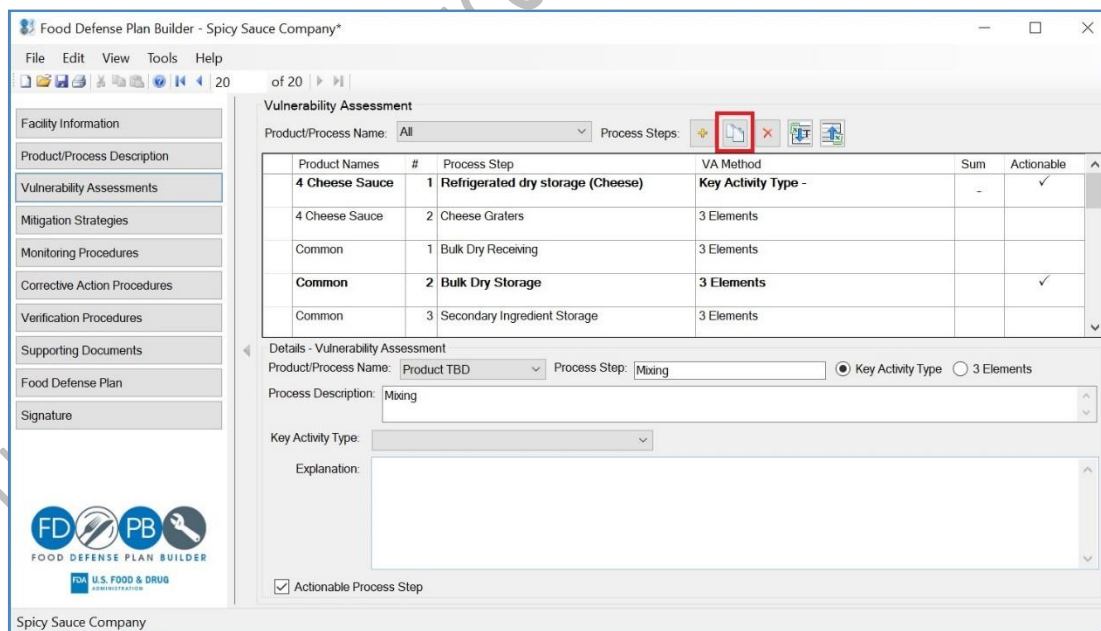 Food Defense Plan Builder - Spicy Sauce Company*
File Edit View Tools Help
20 of 20
Facility Information
Product/Process Description
Vulnerability Assessments
Mitigation Strategies
Monitoring Procedures
Corrective Action Procedures
Verification Procedures
Supporting Documents
Food Defense Plan
Signature
Vulnerability Assessment
Product/Process Name: All Process Steps:
Product Names # Process Step VA Method Sum Actionable
4 Cheese Sauce 1 Refrigerated dry storage (Cheese) Key Activity Type - - ✓
4 Cheese Sauce 2 Cheese Graters 3 Elements
Common 1 Bulk Dry Receiving 3 Elements
Common 2 Bulk Dry Storage 3 Elements ✓
Common 3 Secondary Ingredient Storage 3 Elements
Details - Vulnerability Assessment
Product/Process Name: Product TBD Process Step: Mixing Key Activity Type 3 Elements
Process Description: Mixing
Key Activity Type:
Explanation:
Actionable Process Step
FD PB
FOOD DEFENSE PLAN BUILDER
FDA U.S. FOOD & DRUG
ADMINISTRATION
Spicy Sauce Company